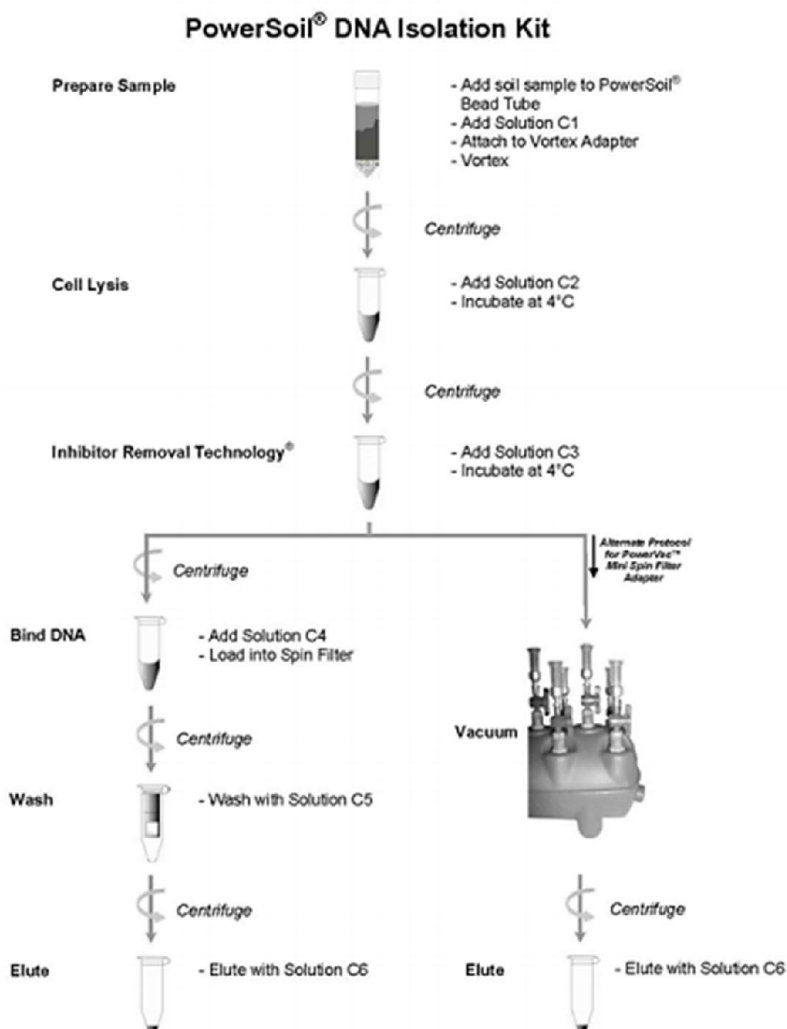 PowerSoil® DNA Isolation Kit
Prepare Sample
- Add soil sample to PowerSoil®
Bead Tube
- Add Solution C1
- Attach to Vortex Adapter
- Vortex
Centrifuge
Cell Lysis
- Add Solution C2
- Incubate at 4°C
Centrifuge
Inhibitor Removal Technology®
- Add Solution C3
- Incubate at 4°C
Alternate Protocol
for PowerVac™
Mini Spin Filter
Adapter
Centrifuge
Bind DNA
- Add Solution C4
- Load into Spin Filter
Centrifuge
Vacuum
Wash
- Wash with Solution C5
Centrifuge
Centrifuge
Elute
- Elute with Solution C6
Elute
- Elute with Solution C6